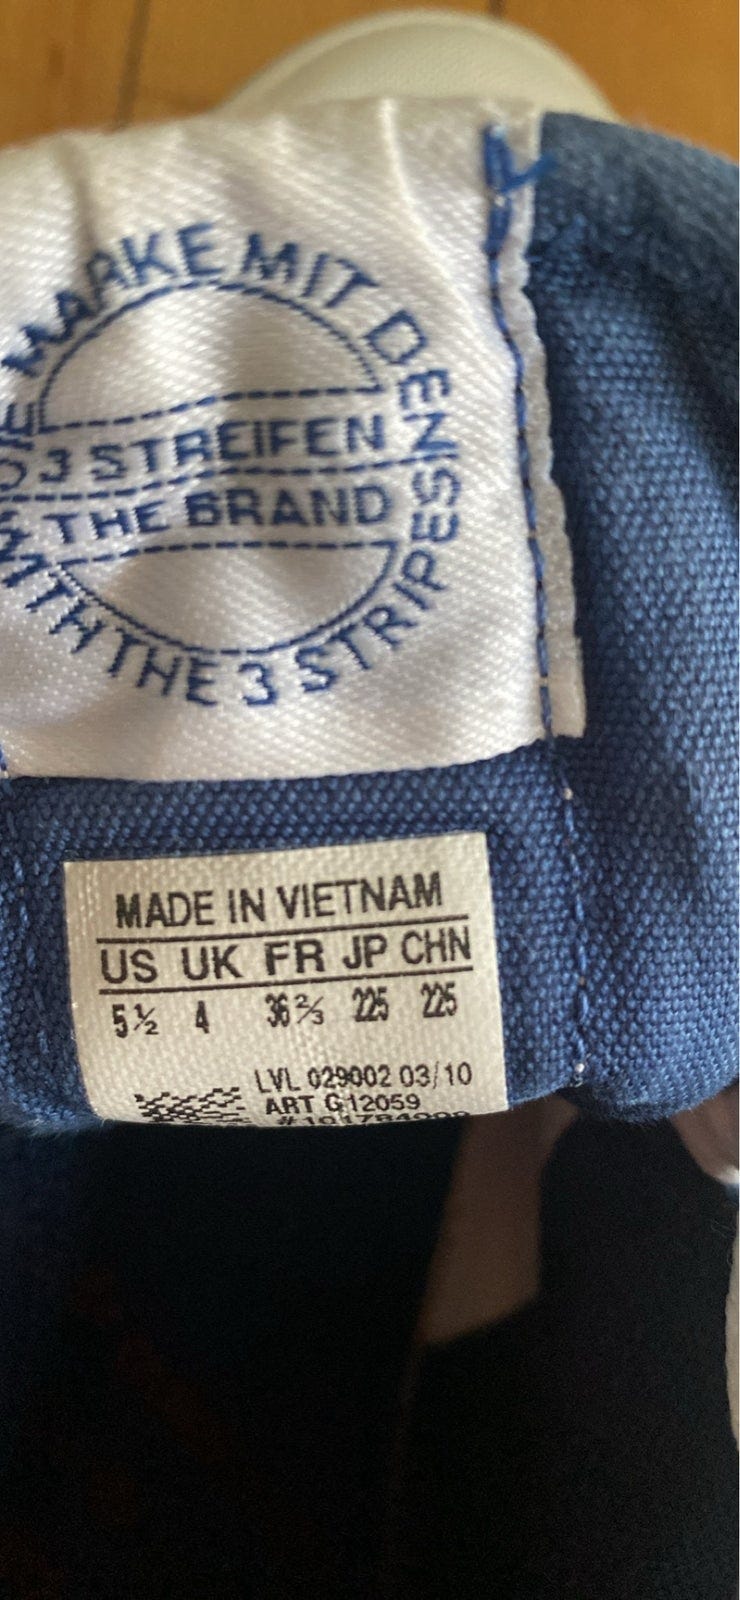 DIE MARKE MIT DEN
3 STREIFEN
THE BRAND
WITH THE 3 STRIPES
MADE IN VIETNAM
US UK FR JP CHN
5½ 4 36⅔ 225 225
LVL 029002 03/10
ART G12059